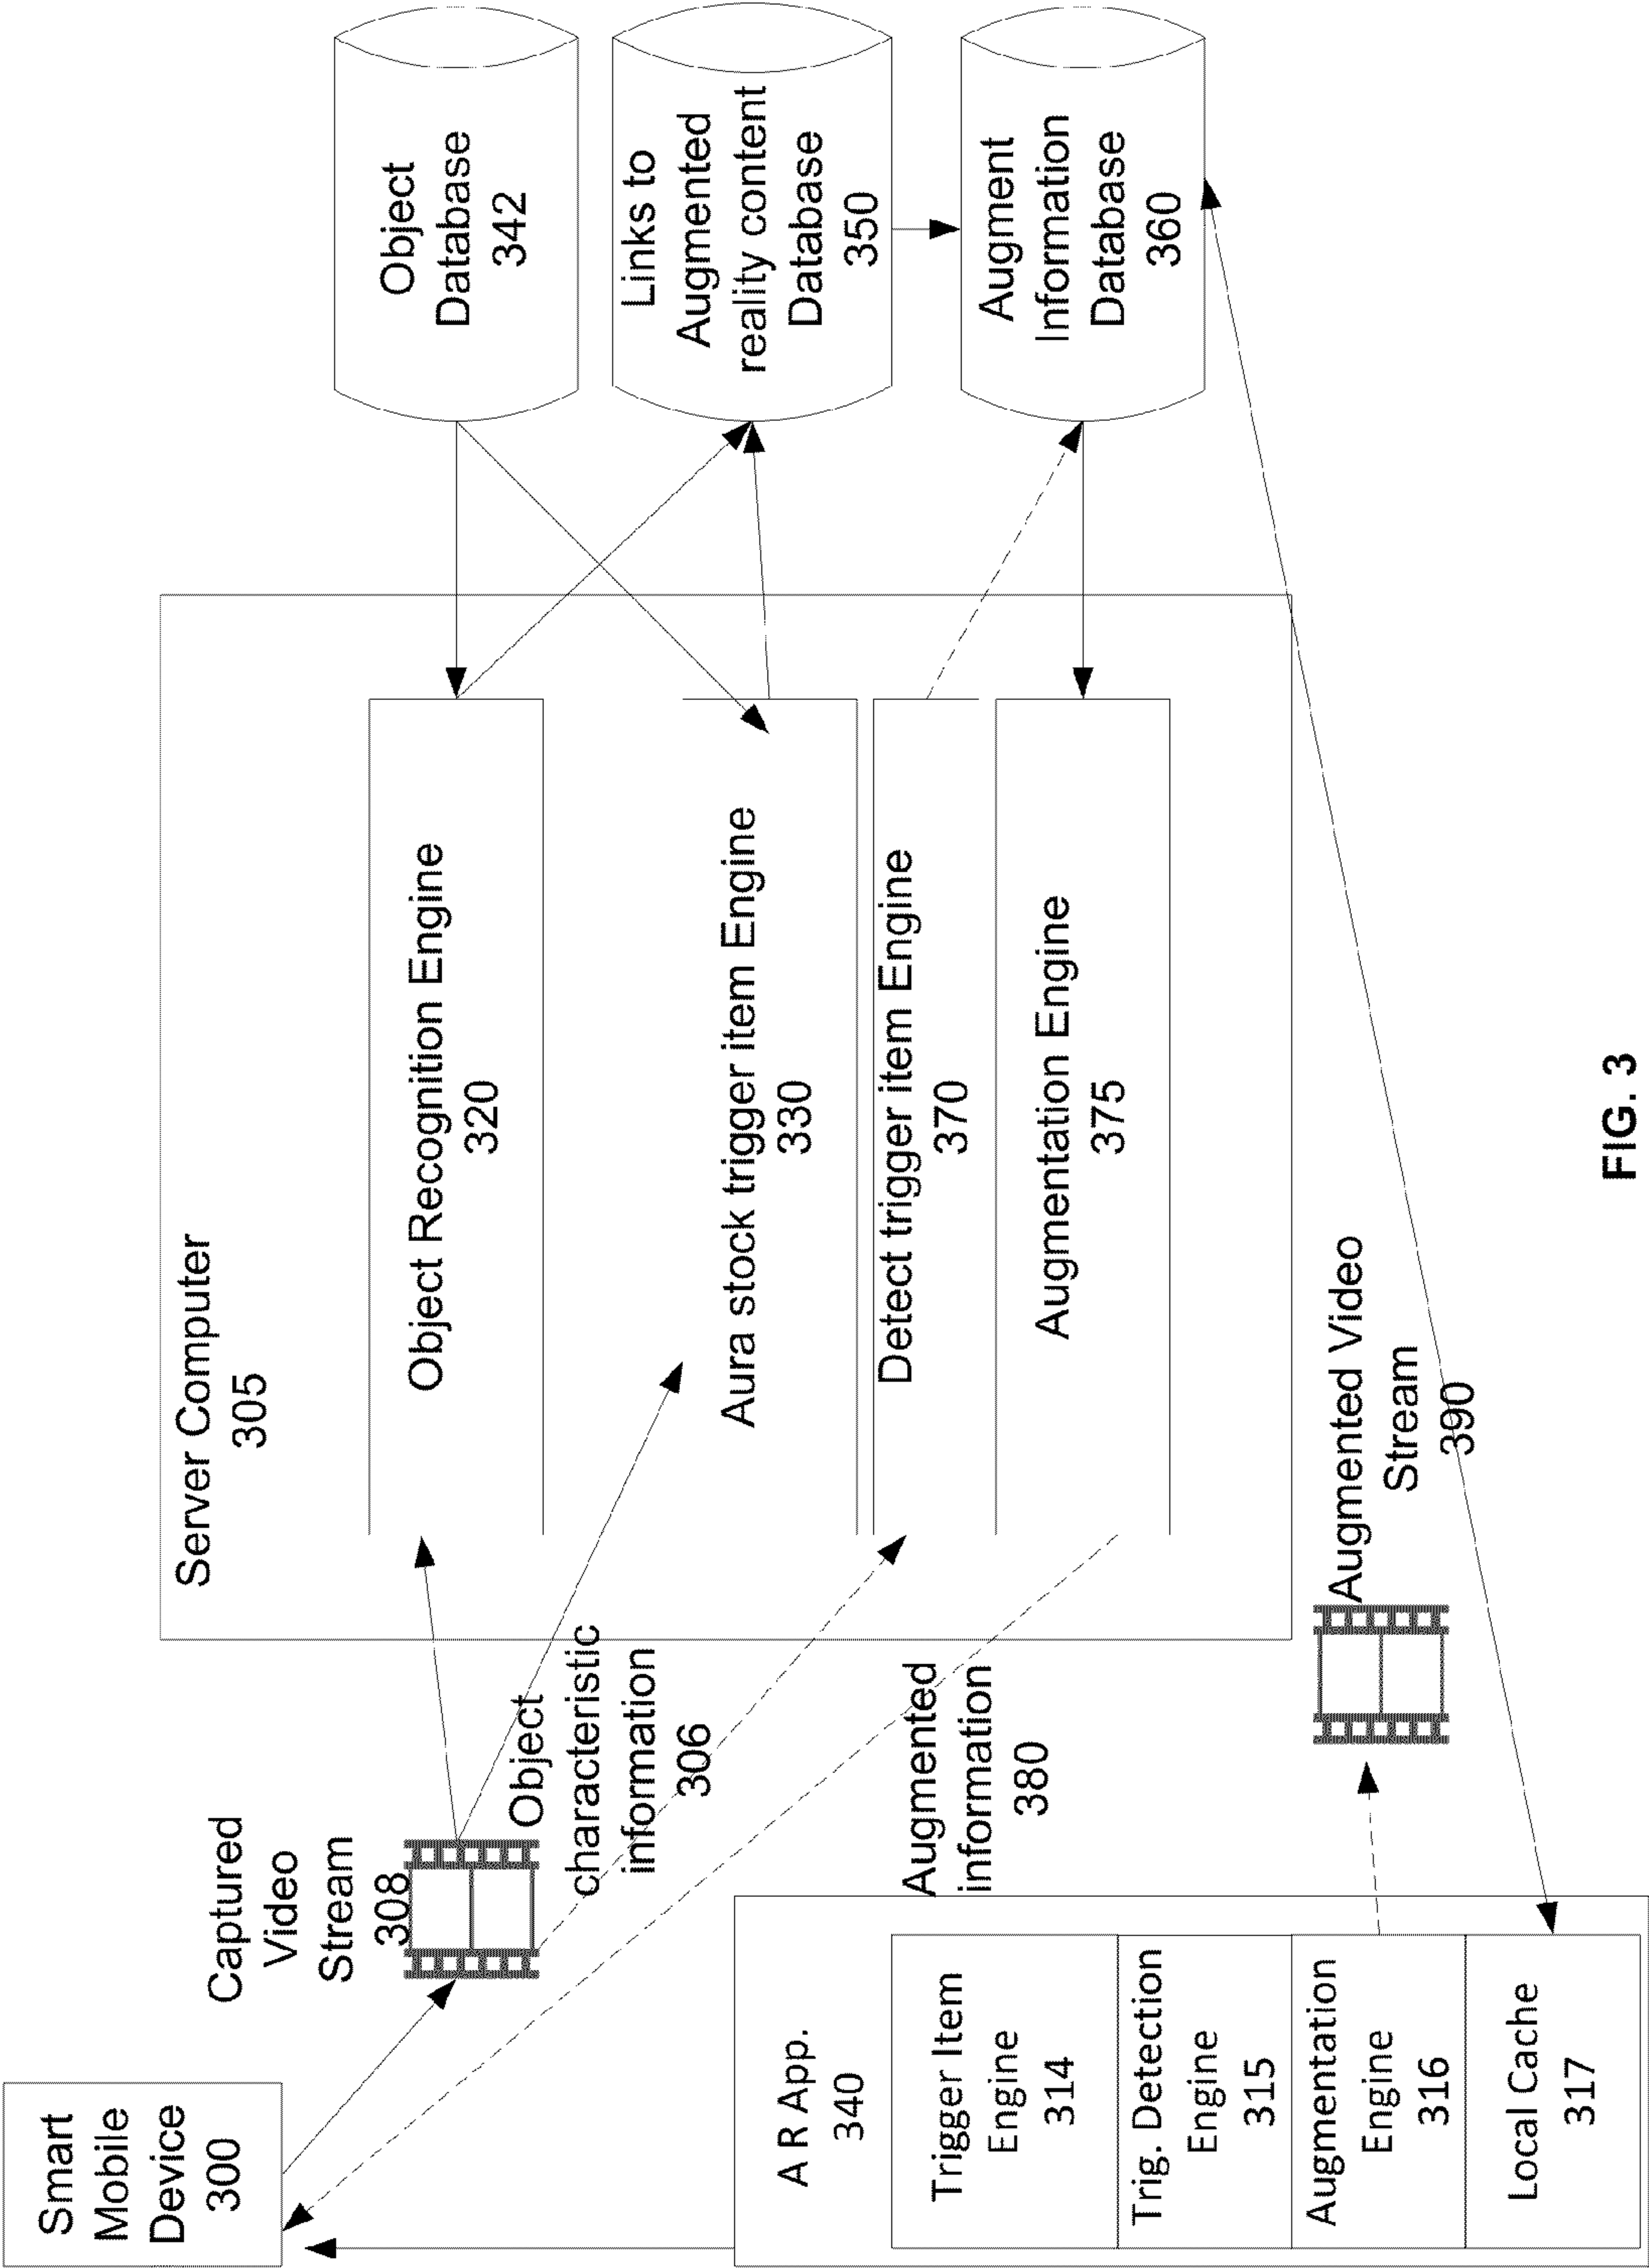 Smart
Mobile
Device
300
Captured
Video
Stream
308
Object
characteristic
information
306
Server Computer
305
Object Recognition Engine
320
Aura stock trigger item Engine
330
Detect trigger item Engine
370
Augmentation Engine
375
Object
Database
342
Links to
Augmented
reality content
Database
350
Augment
Information
Database
360
A R App.
340
Trigger Item
Engine
314
Trig. Detection
Engine
315
Augmentation
Engine
316
Local Cache
317
Augmented
information
380
Augmented Video
Stream
390
FIG. 3